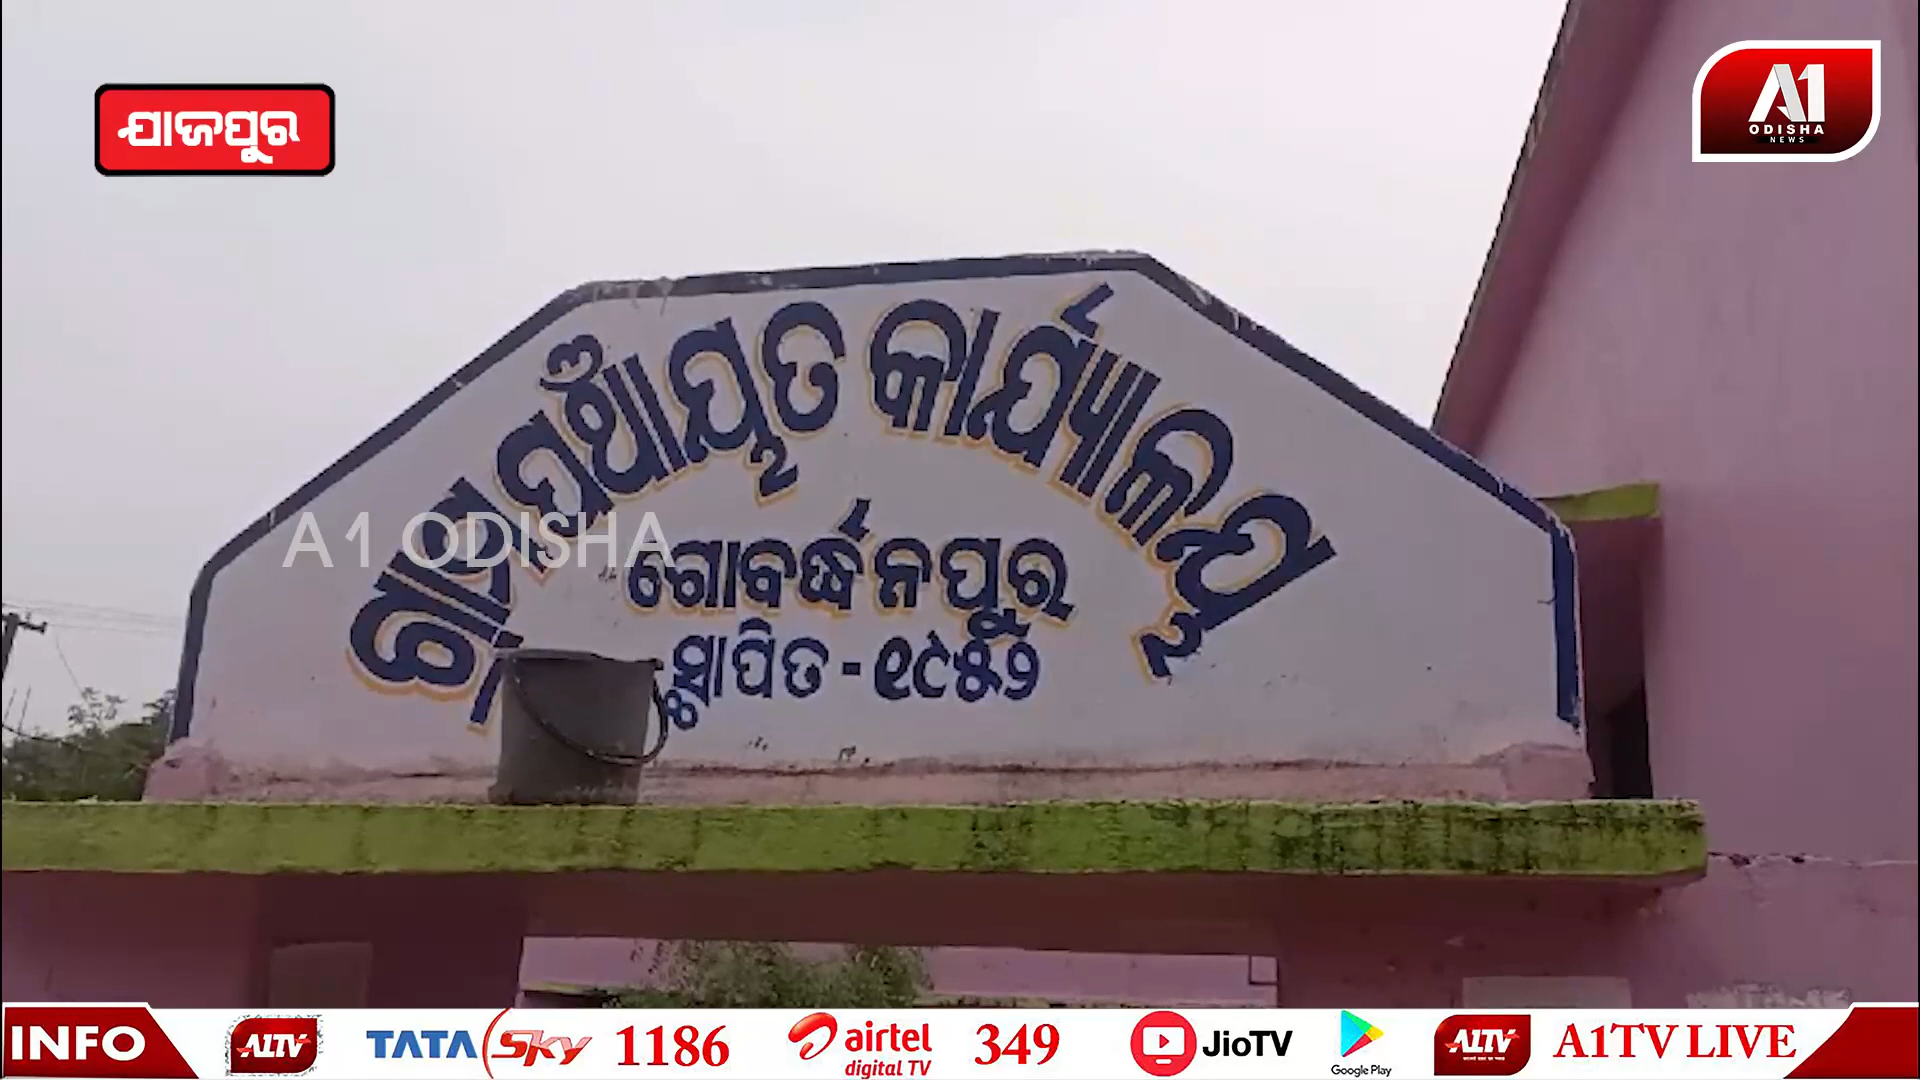 ଯାଜପୁର
A1
ODISHA
NEWS
ଗ୍ରାମ ପଞ୍ଚାୟତ କାର୍ଯ୍ୟାଳୟ
A1 ODISHA
ଗୋବର୍ଦ୍ଧନପୁର
ସ୍ଥାପିତ - ୧୯୫୨
INFO A1TV TATA Sky 1186 airtel digital TV 349 JioTV Google Play A1TV A1TV LIVE